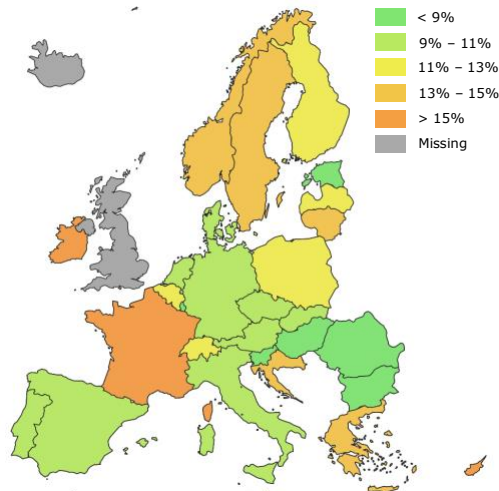 < 9%
9% – 11%
11% – 13%
13% – 15%
> 15%
Missing